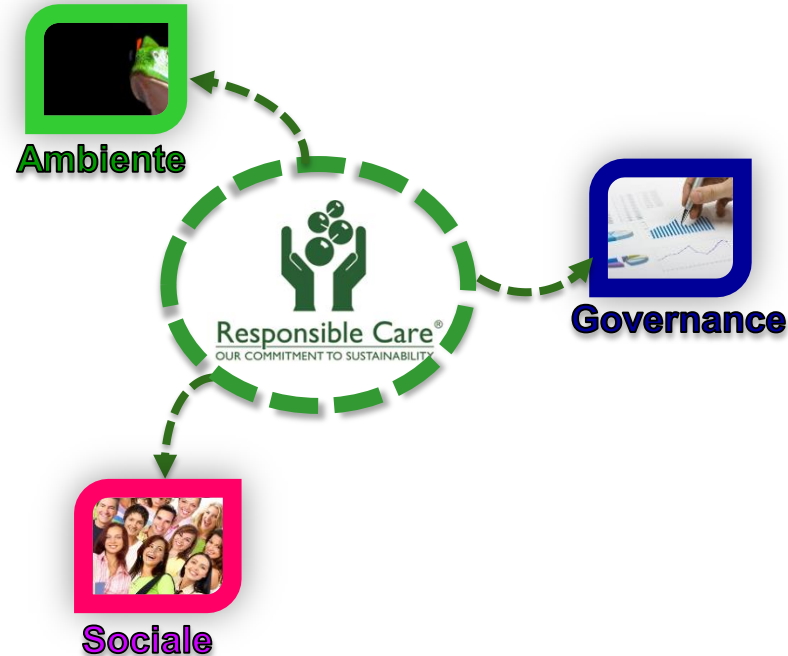 Ambiente
Responsible Care®
OUR COMMITMENT TO SUSTAINABILITY
Governance
Sociale